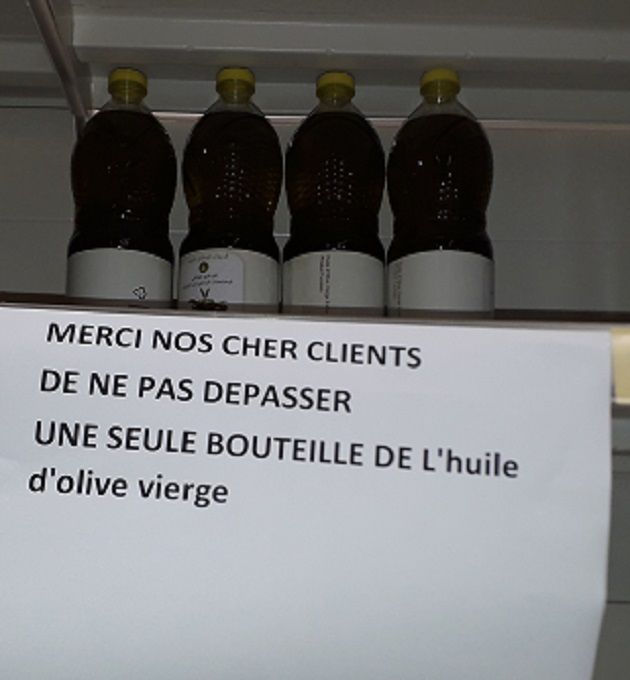 MERCI NOS CHER CLIENTS
DE NE PAS DEPASSER
UNE SEULE BOUTEILLE DE L'huile
d'olive vierge